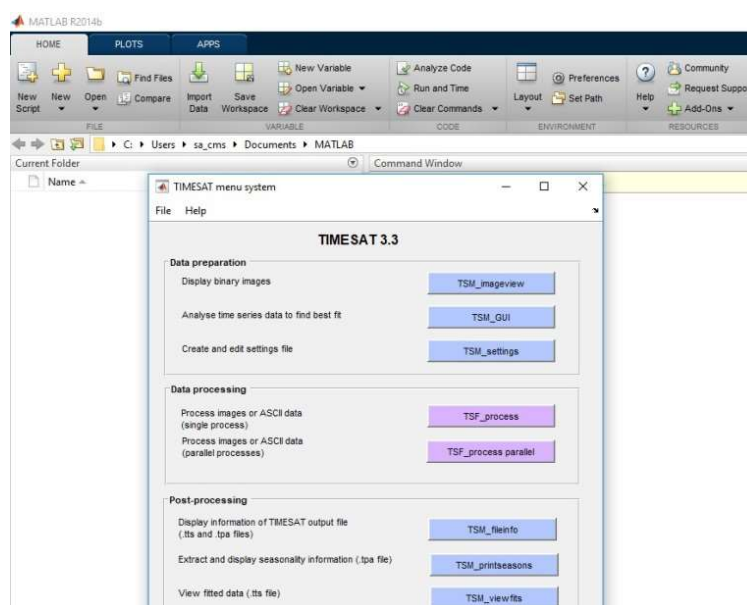 MATLAB R2014b
HOME PLOTS APPS
New Script
New
Open
Find Files
Compare
FILE
Import Data
Save Workspace
New Variable
Open Variable
Clear Workspace
VARIABLE
Analyze Code
Run and Time
Clear Commands
CODE
Layout
Preferences
Set Path
ENVIRONMENT
Help
Community
Request Suppo
Add-Ons
RESOURCES
C: Users sa_cms Documents MATLAB
Current Folder
Command Window
Name
TIMESAT menu system
File Help
TIMESAT 3.3
Data preparation
Display binary images TSM_imageview
Analyse time series data to find best fit TSM_GUI
Create and edit settings file TSM_settings
Data processing
Process images or ASCII data
(single process)
TSF_process
Process images or ASCII data
(parallel processes)
TSF_process parallel
Post-processing
Display information of TIMESAT output file
(.tts and .tpa files)
TSM_fileinfo
Extract and display seasonality information (.tpa file) TSM_printseasons
View fitted data (.tts file) TSM_viewfits